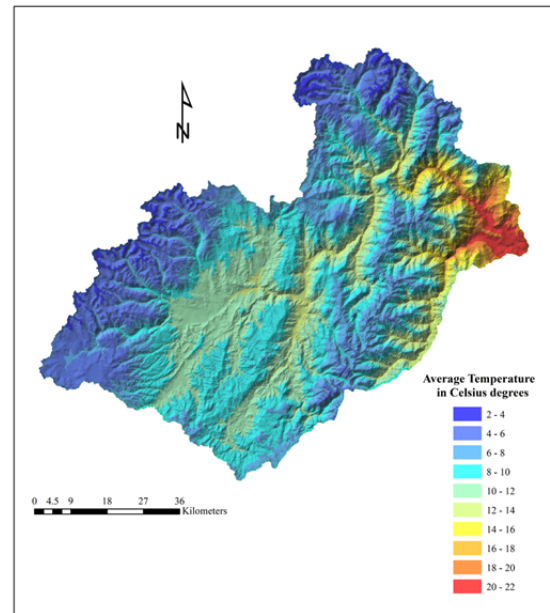 N
Average Temperature
in Celsius degrees
2 - 4
4 - 6
6 - 8
8 - 10
10 - 12
12 - 14
14 - 16
16 - 18
18 - 20
20 - 22
0 4.5 9 18 27 36
Kilometers